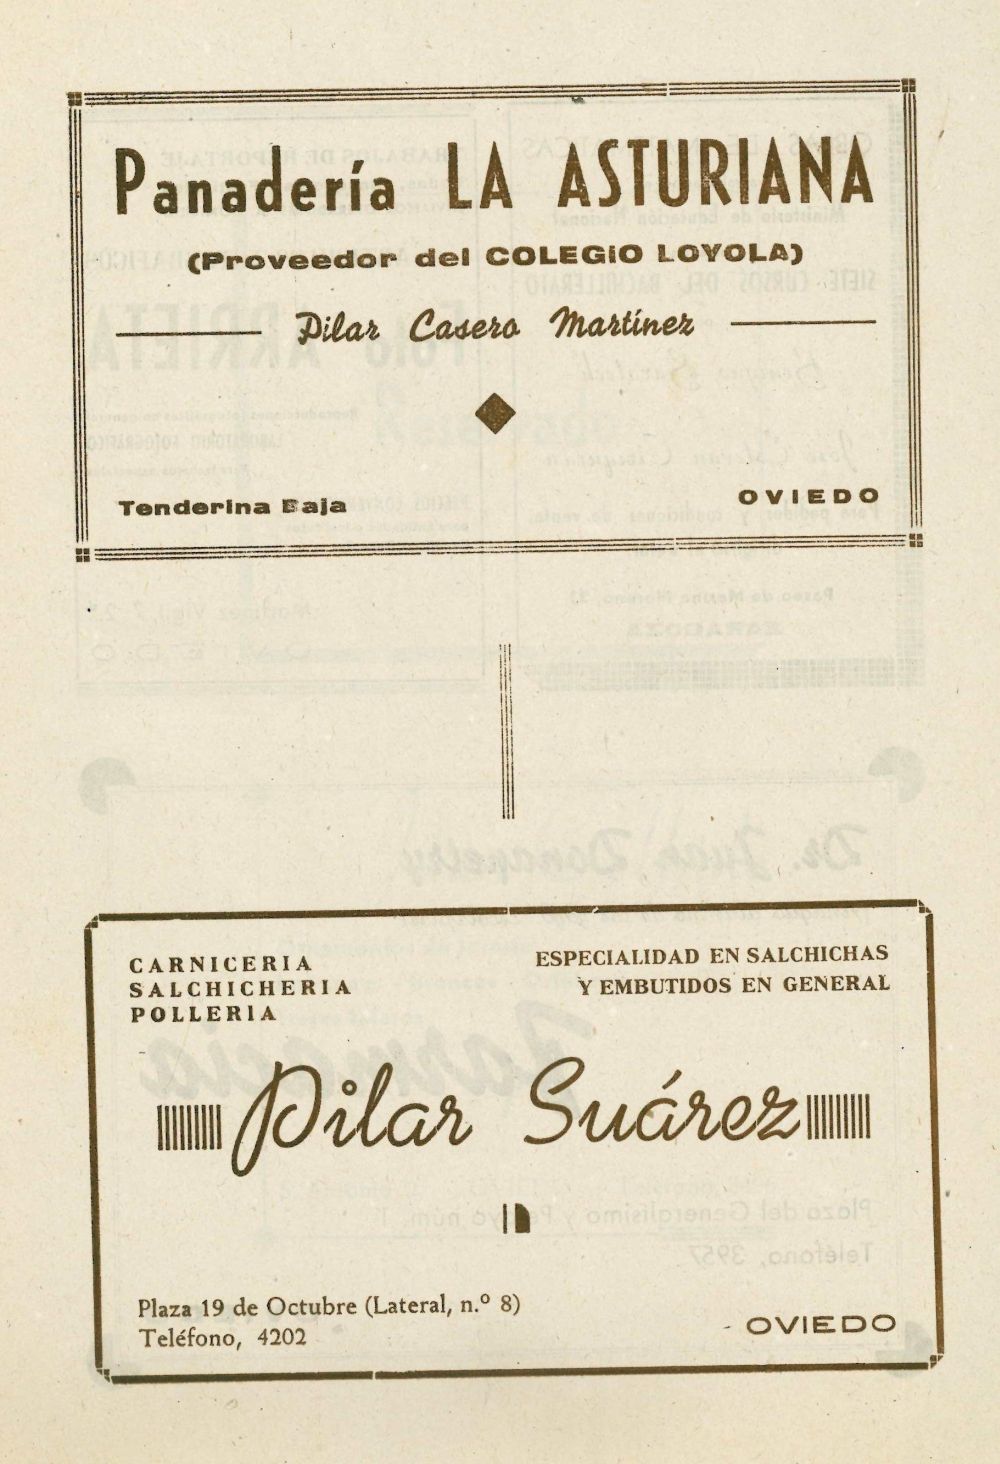 Panadería LA ASTURIANA
(Proveedor del COLEGIO LOYOLA)
Pilar Casero Martínez
Tenderina Baja
OVIEDO
CARNICERIA
SALCHICHERIA
POLLERIA
ESPECIALIDAD EN SALCHICHAS
Y EMBUTIDOS EN GENERAL
Pilar Suárez
Plaza 19 de Octubre (Lateral, n.º 8)
Teléfono, 4202
OVIEDO